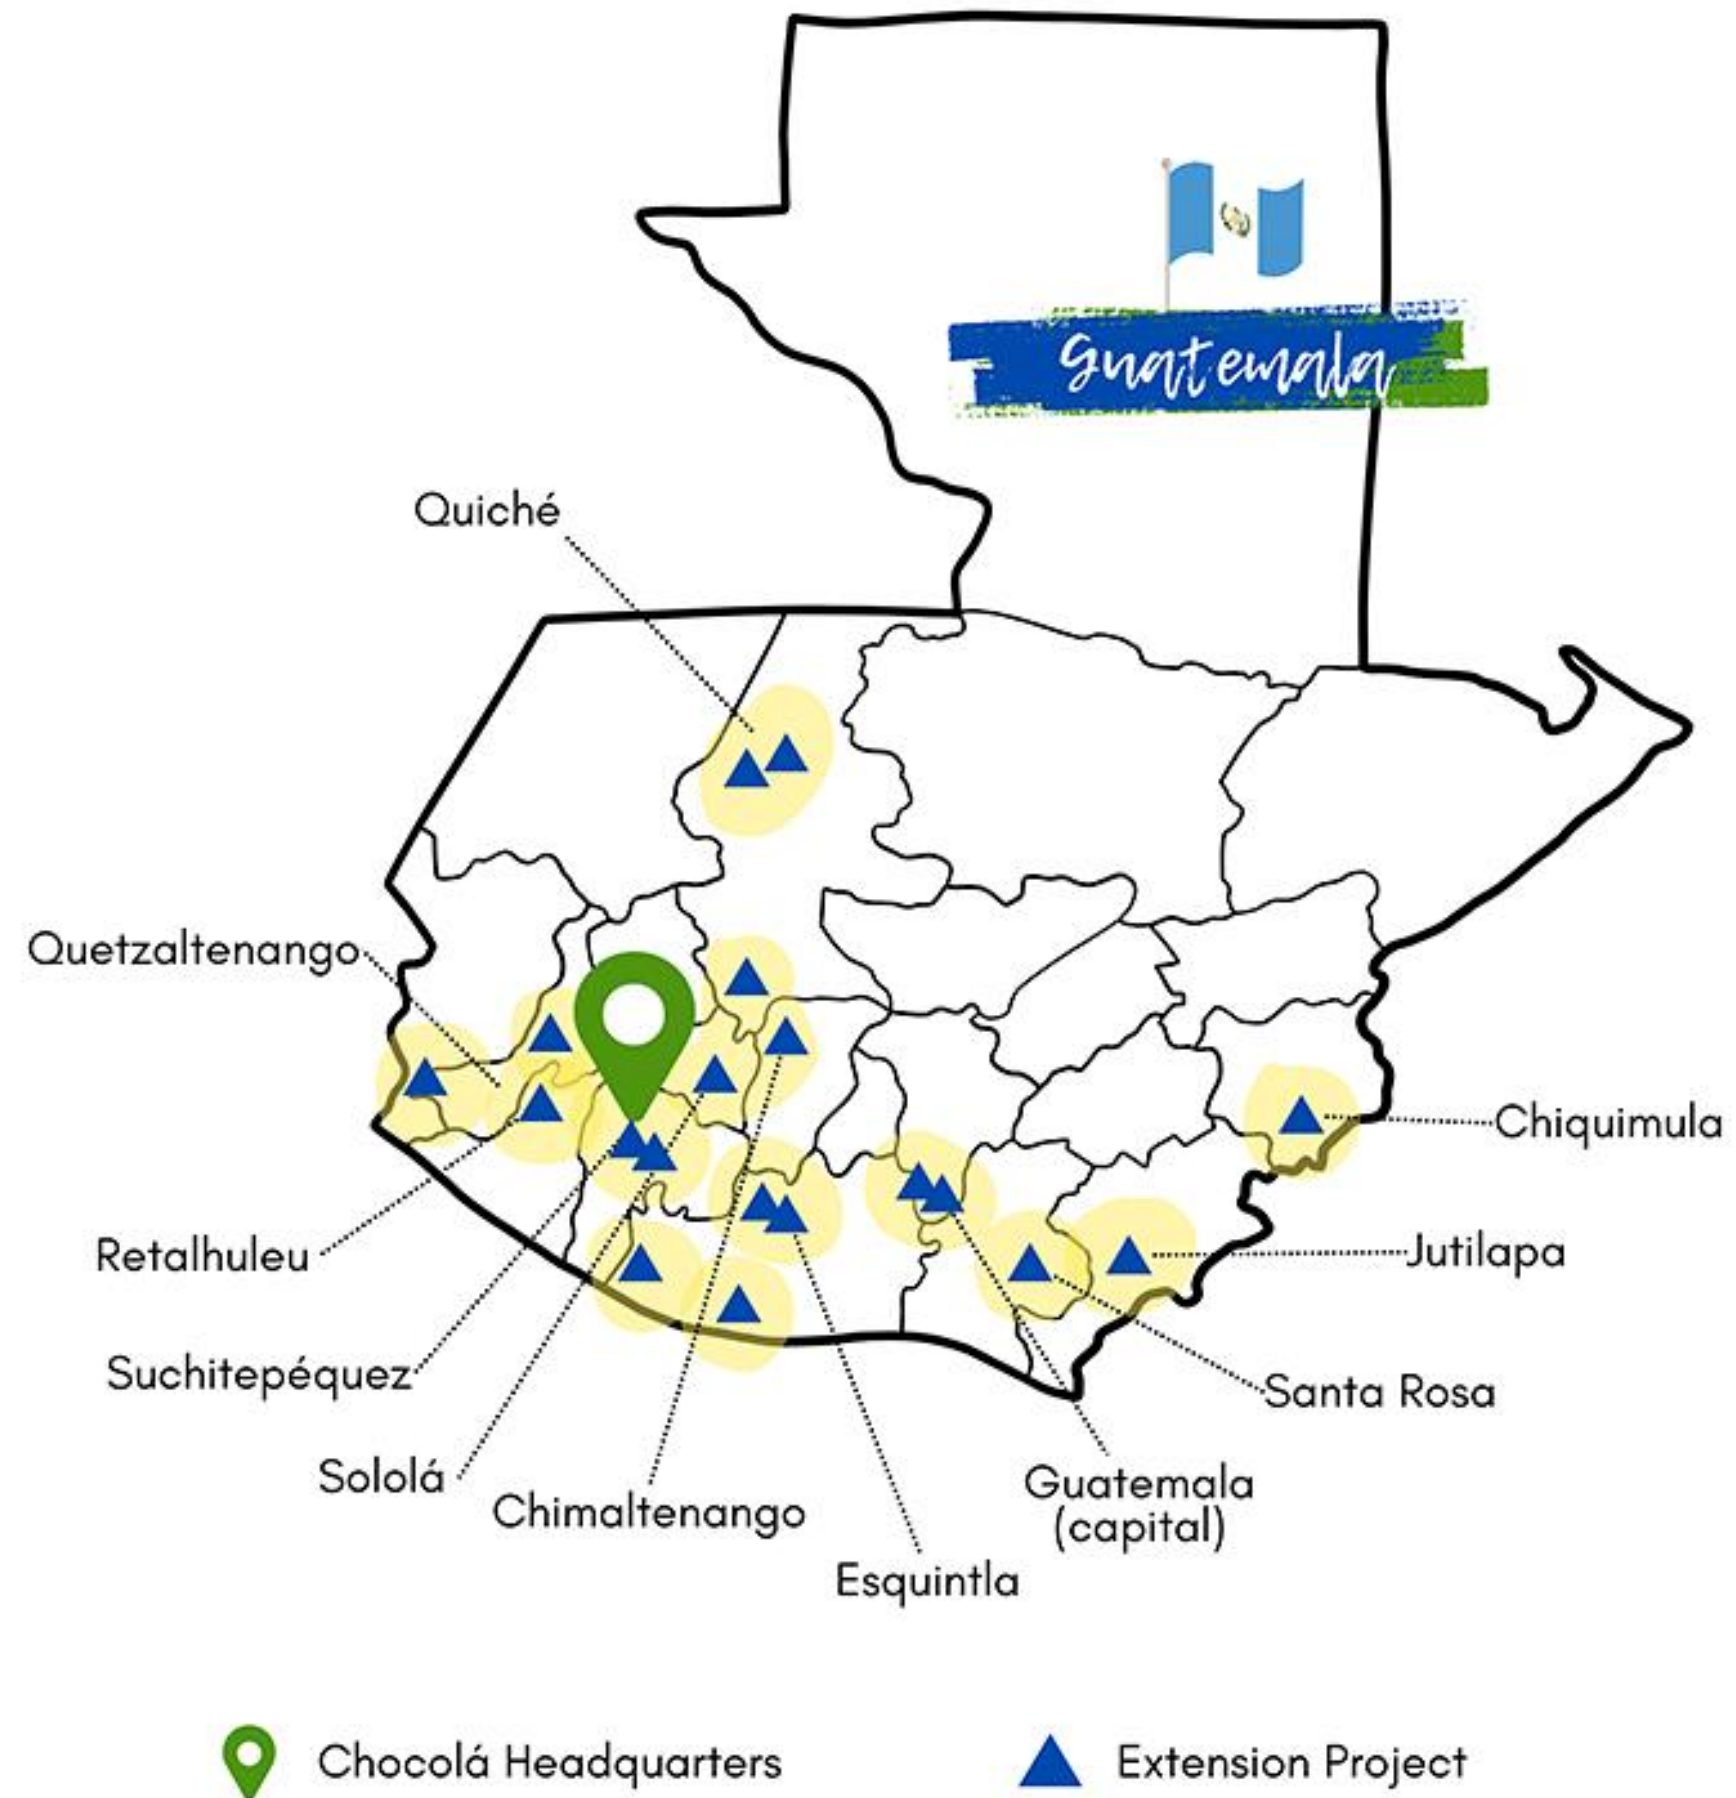 Guatemala
Quiché
Quetzaltenango
Chiquimula
Retalhuleu
Jutilapa
Suchitepéquez
Santa Rosa
Sololá
Chimaltenango
Guatemala
(capital)
Esquintla
Chocolá Headquarters
Extension Project